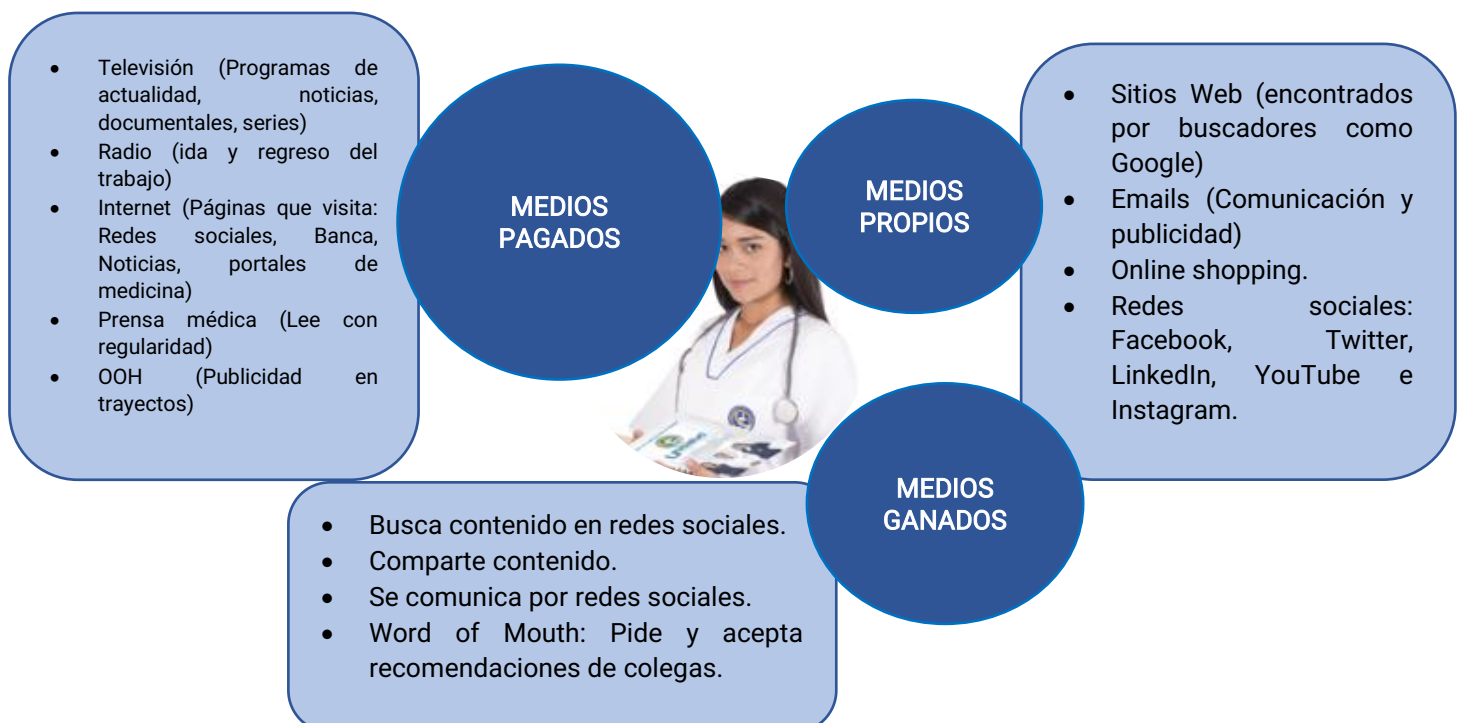 • Televisión (Programas de
actualidad, noticias,
documentales, series)
• Radio (ida y regreso del
trabajo)
• Internet (Páginas que visita:
Redes sociales, Banca,
Noticias, portales de
medicina)
• Prensa médica (Lee con
regularidad)
• OOH (Publicidad en
trayectos)
MEDIOS
PAGADOS
MEDIOS
PROPIOS
• Sitios Web (encontrados
por buscadores como
Google)
• Emails (Comunicación y
publicidad)
• Online shopping.
• Redes sociales:
Facebook, Twitter,
LinkedIn, YouTube e
Instagram.
MEDIOS
GANADOS
• Busca contenido en redes sociales.
• Comparte contenido.
• Se comunica por redes sociales.
• Word of Mouth: Pide y acepta
recomendaciones de colegas.